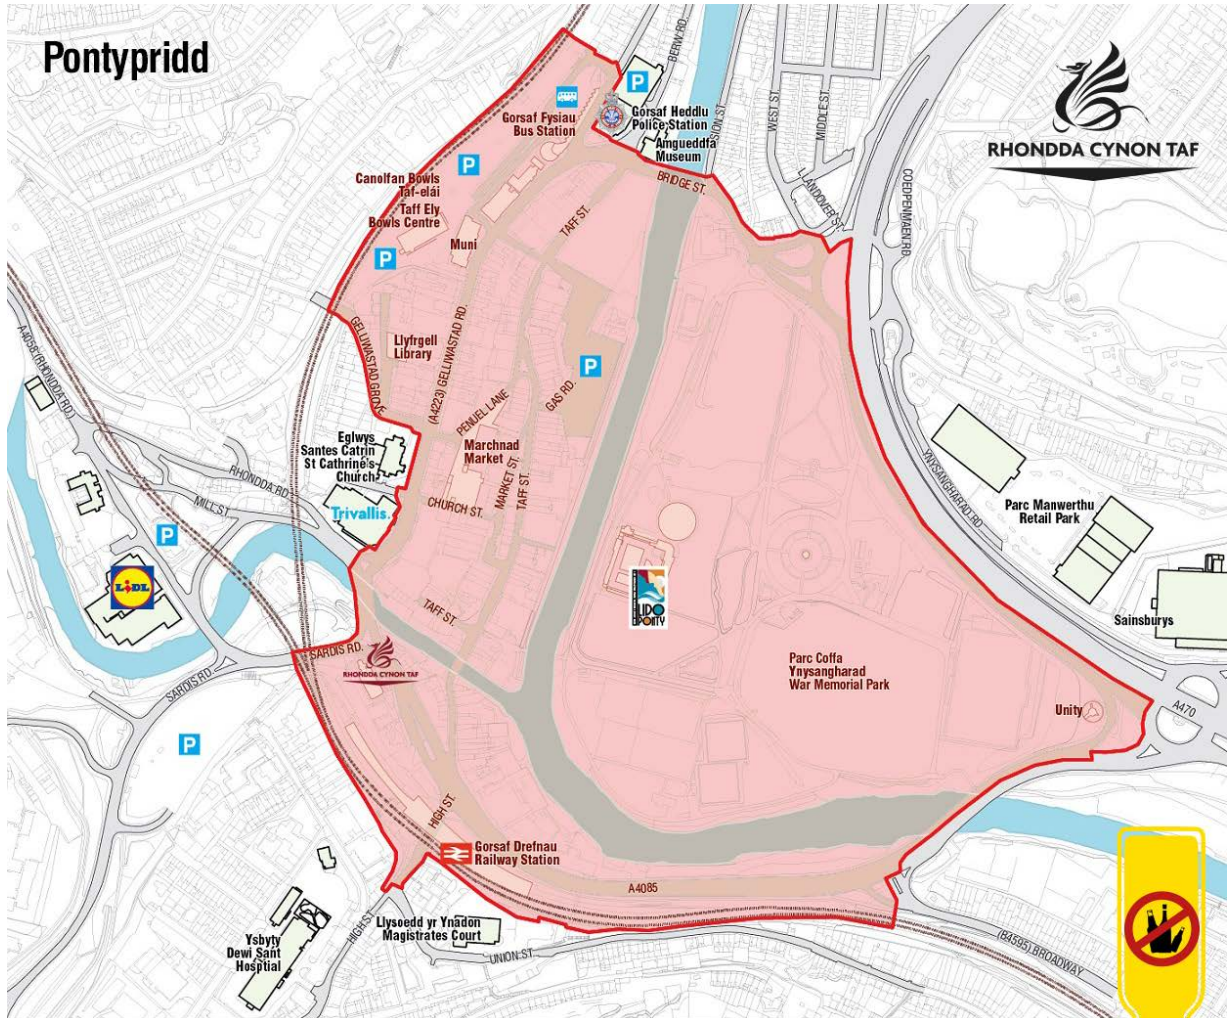 Pontypridd
RHONDDA CYNON TAF
BERW RD
P
Gorsaf Heddlu
Police Station
Gorsaf Fysiau
Bus Station
Amgueddfa
Museum
SION ST.
WEST ST.
MIDDLE ST.
LLANDOVER ST.
COEDPENMAEN RD.
BRIDGE ST.
P
Canolfan Bowls
Taf-elái
Taff Ely
Bowls Centre
Muni
TAFF ST.
P
A4058 (RHONDDA RD.
GELLIWASTAD GROVE
Llyfrgell
Library
(A4223) GELLIWASTAD RD.
P
GAS RD.
PENUEL LANE
Marchnad
Market
MARKET ST.
TAFF ST.
CHURCH ST.
Eglwys
Santes Catrin
St Cathrine's
Church
RHONDDA RD.
MILL ST.
Trivallis.
P
LIDL
YNYSANGHARAD RD
Parc Manwerthu
Retail Park
Sainsburys
LIDO
PONTY
TAFF ST.
SARDIS RD.
SARDIS RD.
RHONDDA CYNON TAF
Parc Coffa
Ynysangharad
War Memorial Park
Unity
A470
P
HIGH ST.
Gorsaf Drefnau
Railway Station
A4085
HIGH ST.
Llysoedd yr Ynadon
Magistrates Court
UNION ST.
(B4595) BROADWAY
Ysbyty
Dewi Sant
Hosptial